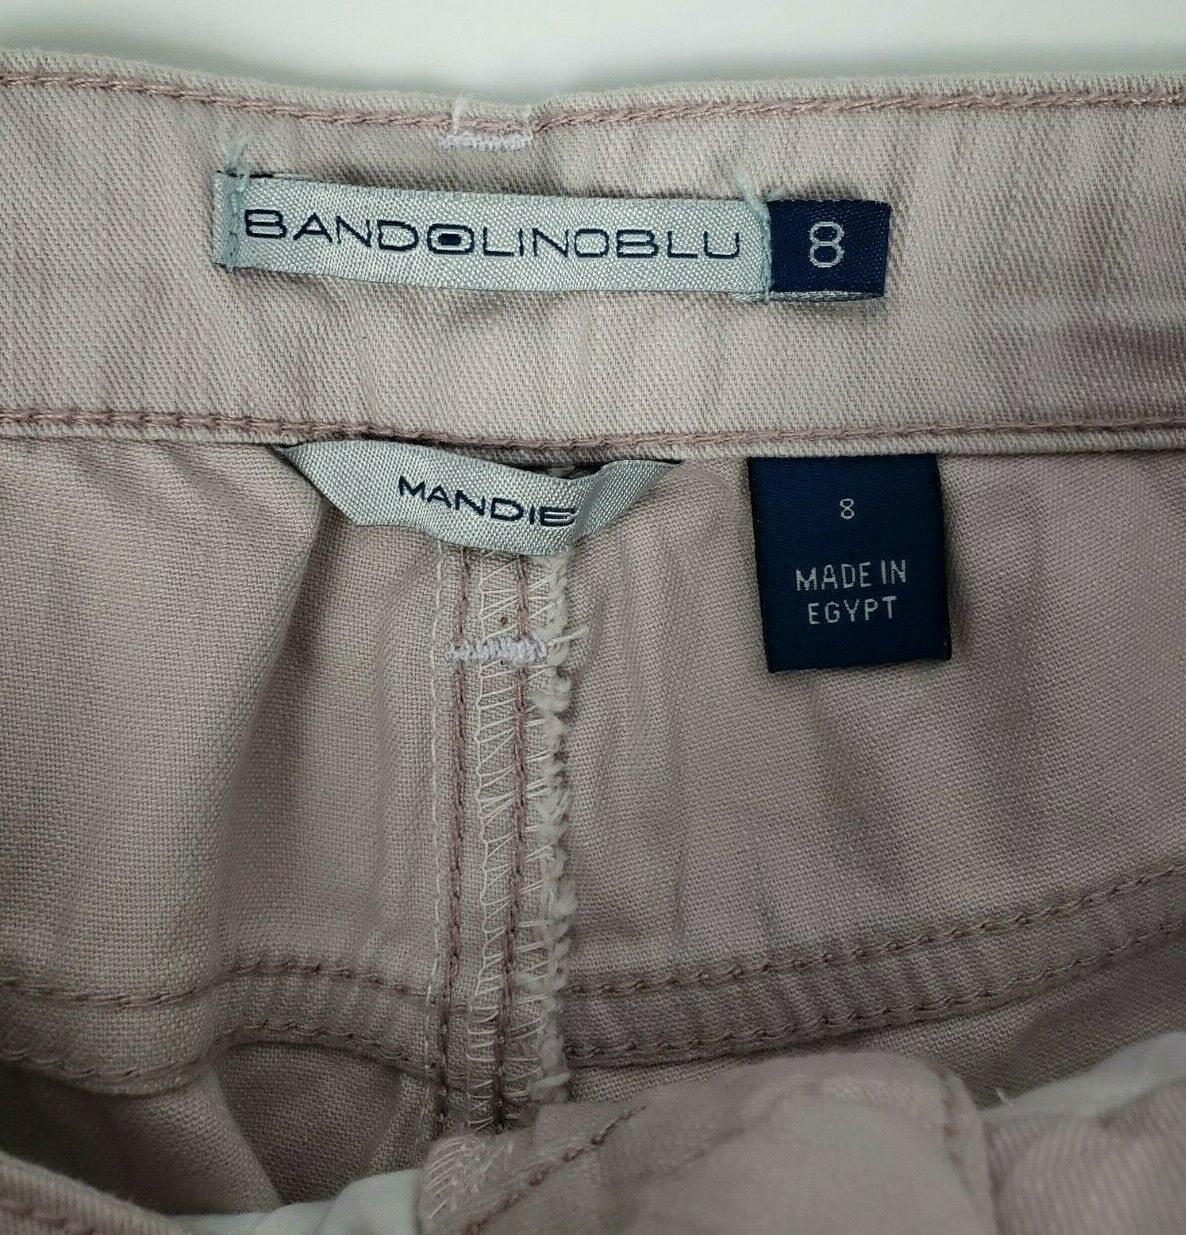 BANDOLINOBLU 8
MANDIE
8
MADE IN
EGYPT